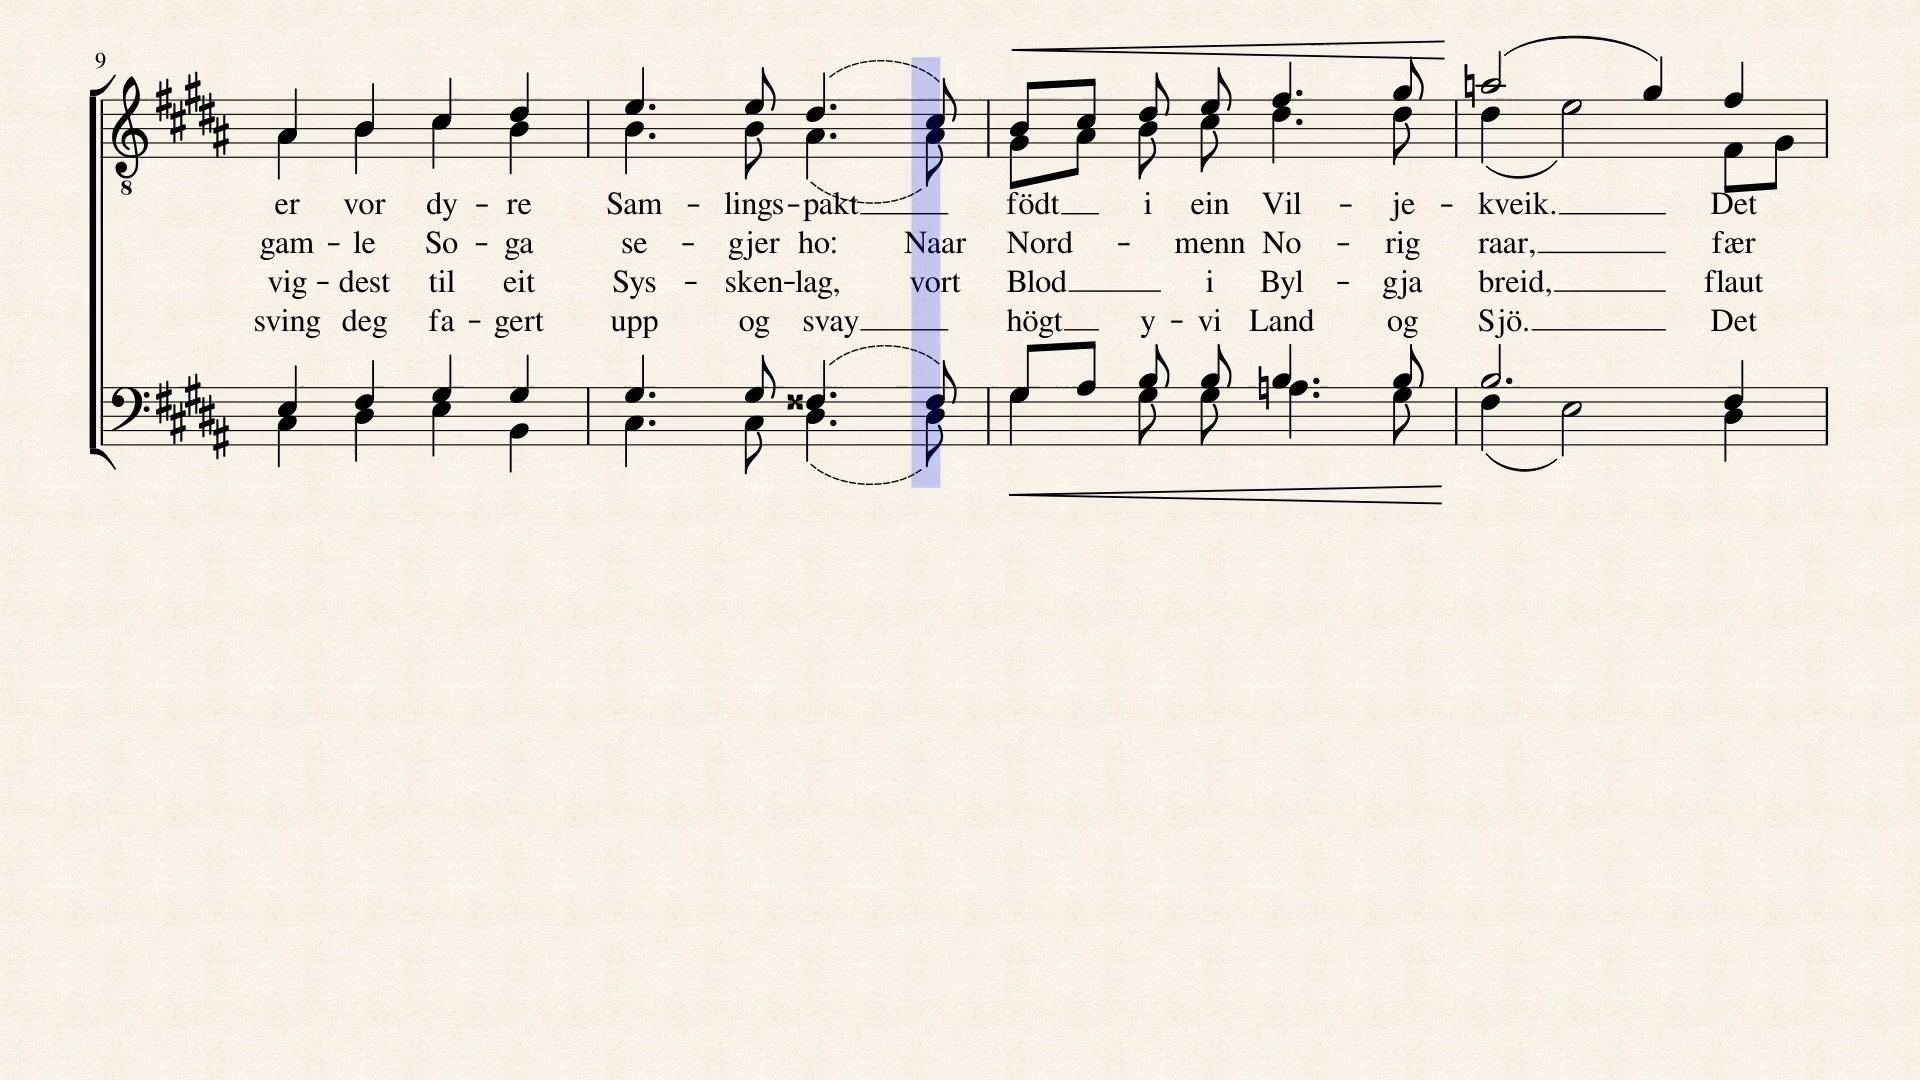 9
8
er vor dy - re Sam - lings - pakt födt i ein Vil - je - kveik. Det
gam - le So - ga se - gjer ho: Naar Nord - menn No - rig raar, fær
vig - dest til eit Sys - sken - lag, vort Blod i Byl - gja breid, flaut
sving deg fa - gert upp og svay högt y - vi Land og Sjö. Det